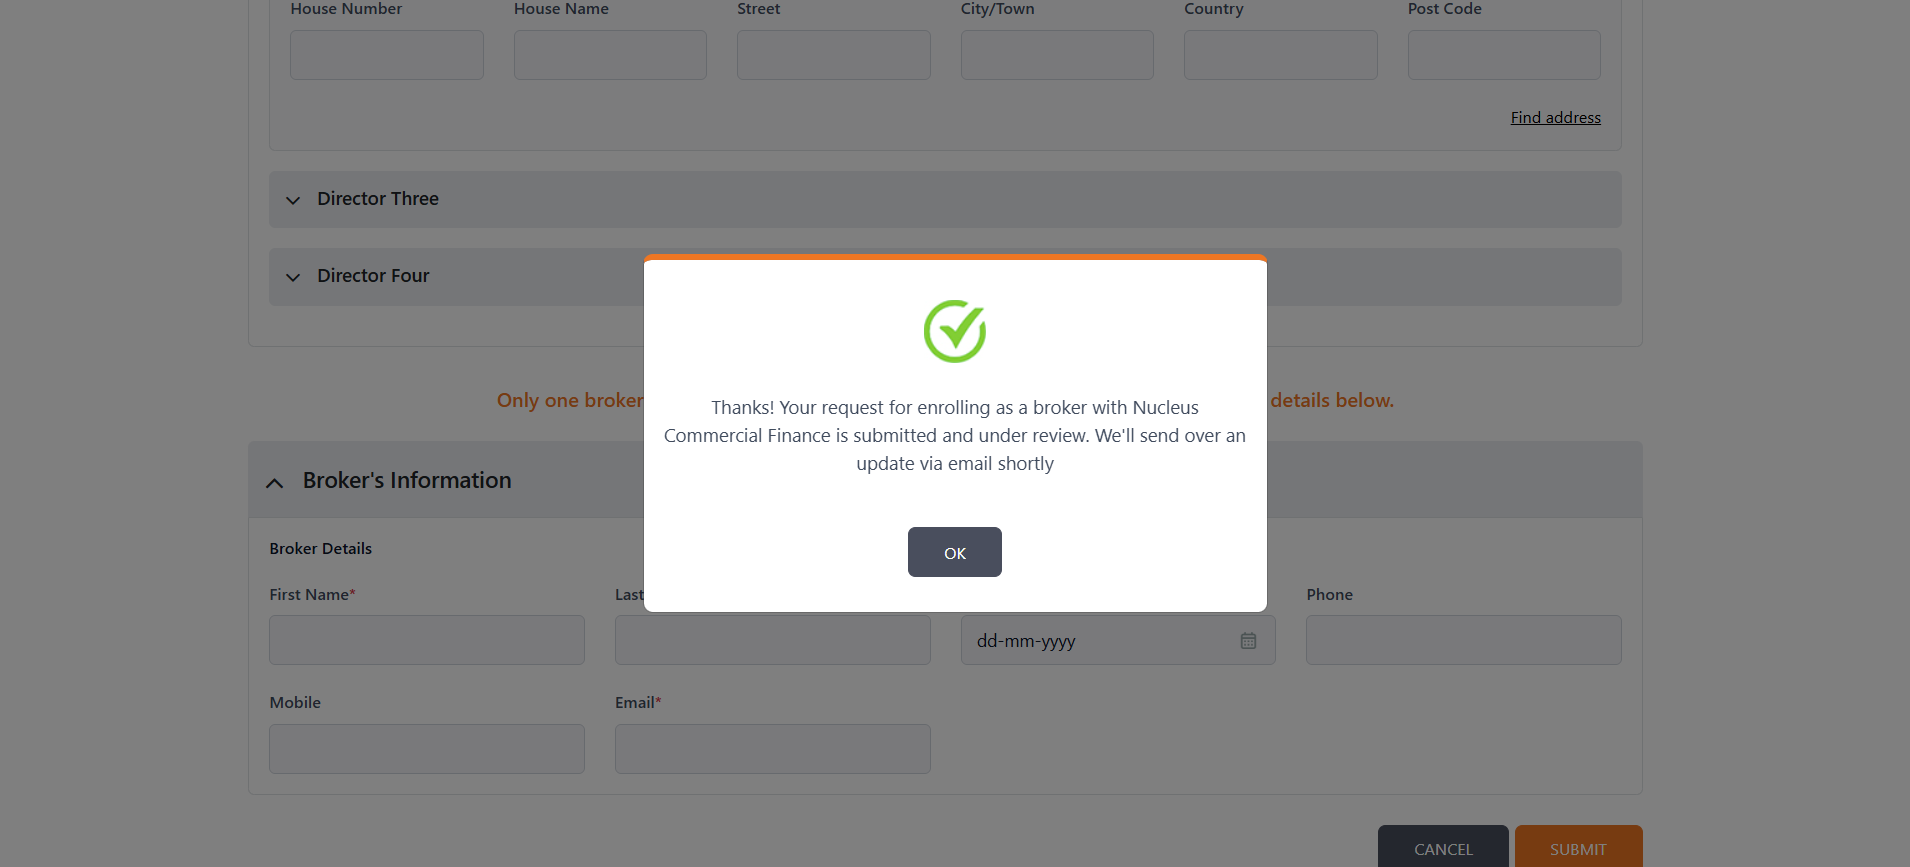 House Number House Name Street City/Town Country Post Code
Find address
Director Three
Director Four
Thanks! Your request for enrolling as a broker with Nucleus
Commercial Finance is submitted and under review. We'll send over an
update via email shortly
OK
Only one broker details below.
Broker's Information
Broker Details
First Name* Last Phone
dd-mm-yyyy
Mobile Email*
CANCEL SUBMIT